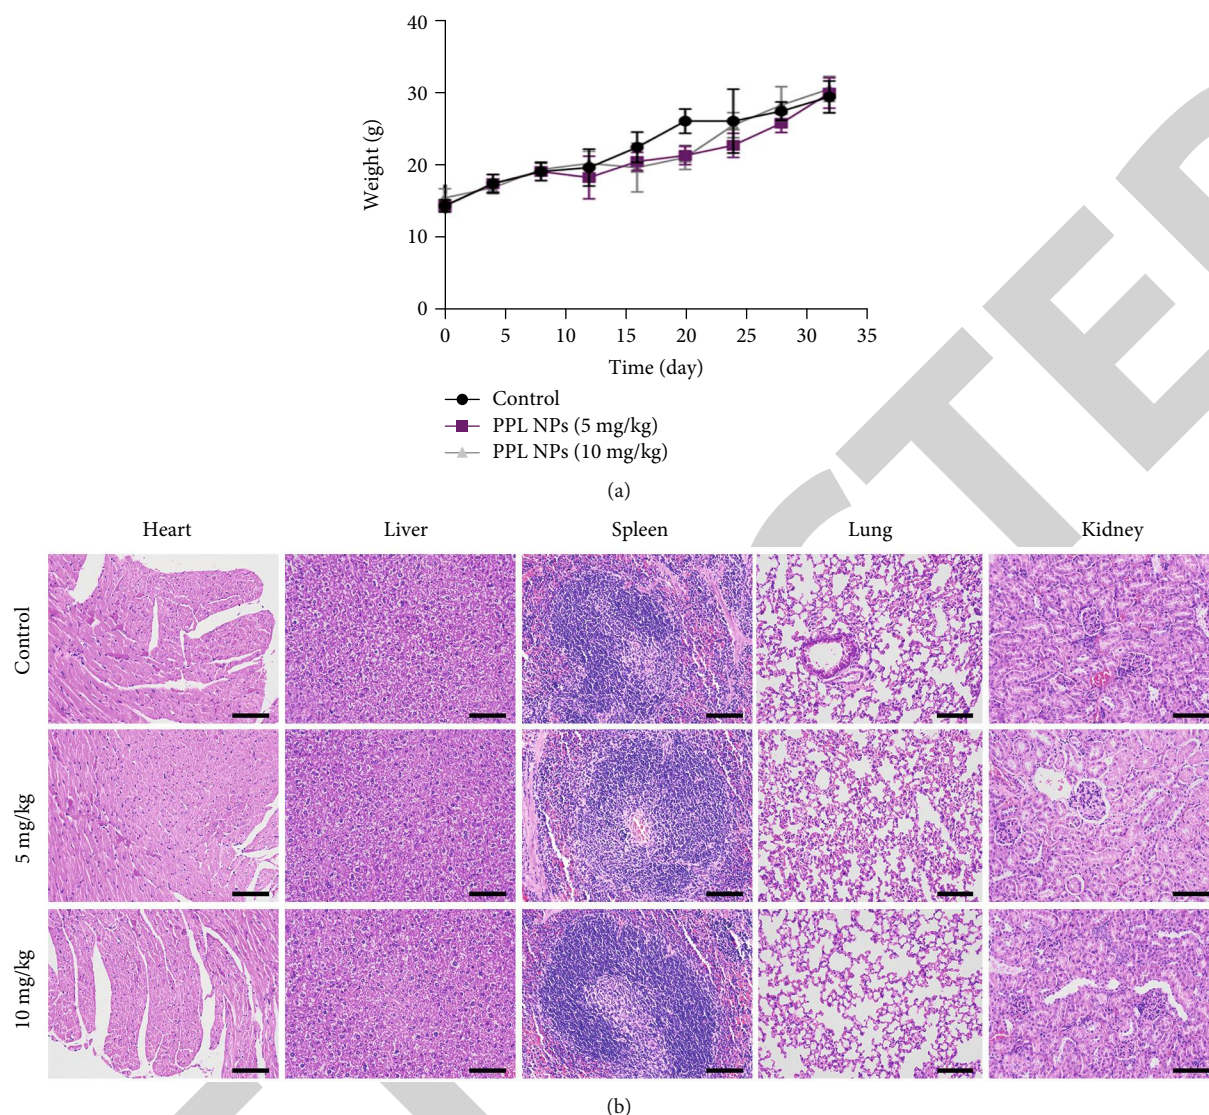 40
30
20
10
0
Weight (g)
0 5 10 15 20 25 30 35
Time (day)
Control
PPL NPs (5 mg/kg)
PPL NPs (10 mg/kg)
(a)
Heart Liver Spleen Lung Kidney
Control
5 mg/kg
10 mg/kg
(b)